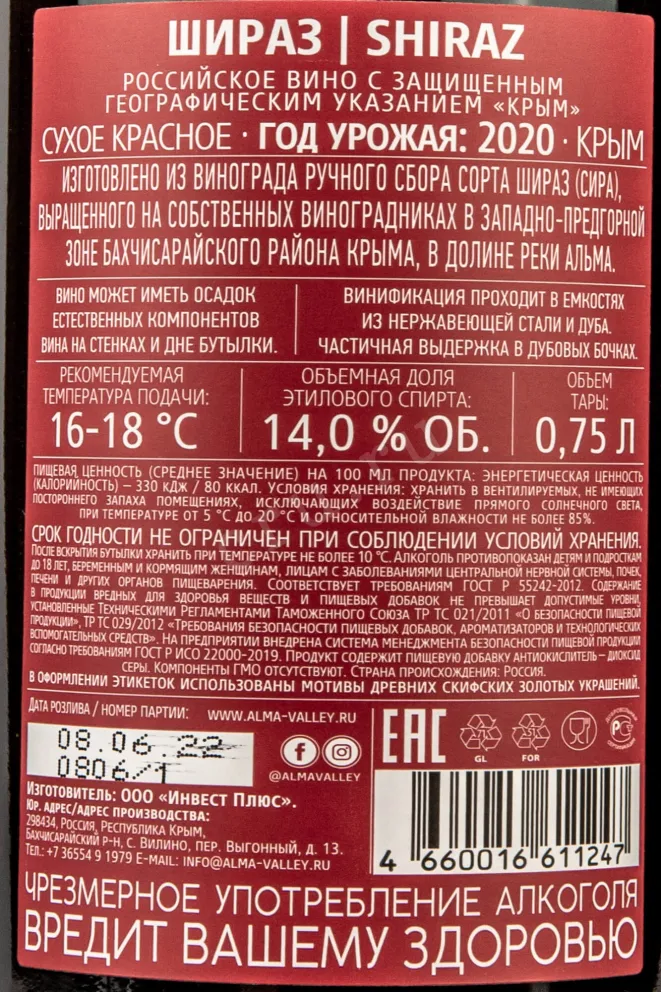 ШИРАЗ | SHIRAZ
РОССИЙСКОЕ ВИНО С ЗАЩИЩЕННЫМ
ГЕОГРАФИЧЕСКИМ УКАЗАНИЕМ «КРЫМ»
СУХОЕ КРАСНОЕ · ГОД УРОЖАЯ: 2020 · КРЫМ
ИЗГОТОВЛЕНО ИЗ ВИНОГРАДА РУЧНОГО СБОРА СОРТА ШИРАЗ (СИРА),
ВЫРАЩЕННОГО НА СОБСТВЕННЫХ ВИНОГРАДНИКАХ В ЗАПАДНО-ПРЕДГОРНОЙ
ЗОНЕ БАХЧИСАРАЙСКОГО РАЙОНА КРЫМА, В ДОЛИНЕ РЕКИ АЛЬМА.
ВИНО МОЖЕТ ИМЕТЬ ОСАДОК
ЕСТЕСТВЕННЫХ КОМПОНЕНТОВ
ВИНА НА СТЕНКАХ И ДНЕ БУТЫЛКИ.
ВИНИФИКАЦИЯ ПРОХОДИТ В ЕМКОСТЯХ
ИЗ НЕРЖАВЕЮЩЕЙ СТАЛИ И ДУБА.
ЧАСТИЧНАЯ ВЫДЕРЖКА В ДУБОВЫХ БОЧКАХ.
РЕКОМЕНДУЕМАЯ
ТЕМПЕРАТУРА ПОДАЧИ:
16-18 °C
ОБЪЕМНАЯ ДОЛЯ
ЭТИЛОВОГО СПИРТА:
14,0 % ОБ.
ОБЪЕМ
ТАРЫ:
0,75 Л
ПИЩЕВАЯ ЦЕННОСТЬ (СРЕДНЕЕ ЗНАЧЕНИЕ) НА 100 МЛ ПРОДУКТА: ЭНЕРГЕТИЧЕСКАЯ ЦЕННОСТЬ
(КАЛОРИЙНОСТЬ) – 330 КДЖ / 80 ККАЛ. УСЛОВИЯ ХРАНЕНИЯ: ХРАНИТЬ В ВЕНТИЛИРУЕМЫХ, НЕ ИМЕЮЩИХ
ПОСТОРОННЕГО ЗАПАХА ПОМЕЩЕНИЯХ, ИСКЛЮЧАЮЩИХ ВОЗДЕЙСТВИЕ ПРЯМОГО СОЛНЕЧНОГО СВЕТА,
ПРИ ТЕМПЕРАТУРЕ ОТ 5 °C ДО 20 °C И ОТНОСИТЕЛЬНОЙ ВЛАЖНОСТИ НЕ БОЛЕЕ 85%.
СРОК ГОДНОСТИ НЕ ОГРАНИЧЕН ПРИ СОБЛЮДЕНИИ УСЛОВИЙ ХРАНЕНИЯ.
ПОСЛЕ ВСКРЫТИЯ БУТЫЛКИ ХРАНИТЬ ПРИ ТЕМПЕРАТУРЕ НЕ БОЛЕЕ 10 °C. АЛКОГОЛЬ ПРОТИВОПОКАЗАН ДЕТЯМ И ПОДРОСТКАМ
ДО 18 ЛЕТ, БЕРЕМЕННЫМ И КОРМЯЩИМ ЖЕНЩИНАМ, ЛИЦАМ С ЗАБОЛЕВАНИЯМИ ЦЕНТРАЛЬНОЙ НЕРВНОЙ СИСТЕМЫ, ПОЧЕК,
ПЕЧЕНИ И ДРУГИХ ОРГАНОВ ПИЩЕВАРЕНИЯ. СООТВЕТСТВУЕТ ТРЕБОВАНИЯМ ГОСТ Р 55242-2012. СОДЕРЖАНИЕ
В ПРОДУКЦИИ ВРЕДНЫХ ДЛЯ ЗДОРОВЬЯ ВЕЩЕСТВ И ПИЩЕВЫХ ДОБАВОК НЕ ПРЕВЫШАЕТ ДОПУСТИМЫЕ УРОВНИ,
УСТАНОВЛЕННЫЕ ТЕХНИЧЕСКИМИ РЕГЛАМЕНТАМИ ТАМОЖЕННОГО СОЮЗА ТР ТС 021/2011 «О БЕЗОПАСНОСТИ ПИЩЕВОЙ
ПРОДУКЦИИ», ТР ТС 029/2012 «ТРЕБОВАНИЯ БЕЗОПАСНОСТИ ПИЩЕВЫХ ДОБАВОК, АРОМАТИЗАТОРОВ И ТЕХНОЛОГИЧЕСКИХ
ВСПОМОГАТЕЛЬНЫХ СРЕДСТВ». НА ПРЕДПРИЯТИИ ВНЕДРЕНА СИСТЕМА МЕНЕДЖМЕНТА БЕЗОПАСНОСТИ ПИЩЕВОЙ ПРОДУКЦИИ
СОГЛАСНО ТРЕБОВАНИЯМ ГОСТ Р ИСО 22000-2019. ПРОДУКТ СОДЕРЖИТ ПИЩЕВУЮ ДОБАВКУ АНТИОКИСЛИТЕЛЬ – ДИОКСИД
СЕРЫ. КОМПОНЕНТЫ ГМО ОТСУТСТВУЮТ. СТРАНА ПРОИСХОЖДЕНИЯ: РОССИЯ.
В ОФОРМЛЕНИИ ЭТИКЕТОК ИСПОЛЬЗОВАНЫ МОТИВЫ ДРЕВНИХ СКИФСКИХ ЗОЛОТЫХ УКРАШЕНИЙ.
ДАТА РОЗЛИВА / НОМЕР ПАРТИИ:
WWW.ALMA-VALLEY.RU
08.06.22
0806/1
@ALMAVALLEY
ИЗГОТОВИТЕЛЬ: ООО «ИНВЕСТ ПЛЮС».
ЮР. АДРЕС/АДРЕС ПРОИЗВОДСТВА:
298434, РОССИЯ, РЕСПУБЛИКА КРЫМ,
БАХЧИСАРАЙСКИЙ Р-Н, С. ВИЛИНО, ПЕР. ВЫГОННЫЙ, Д. 13.
ТЕЛ.: +7 36554 9 1979 E-MAIL: INFO@ALMA-VALLEY.RU
EAC
GL
FOR
4 660016 611247
ЧРЕЗМЕРНОЕ УПОТРЕБЛЕНИЕ АЛКОГОЛЯ
ВРЕДИТ ВАШЕМУ ЗДОРОВЬЮ